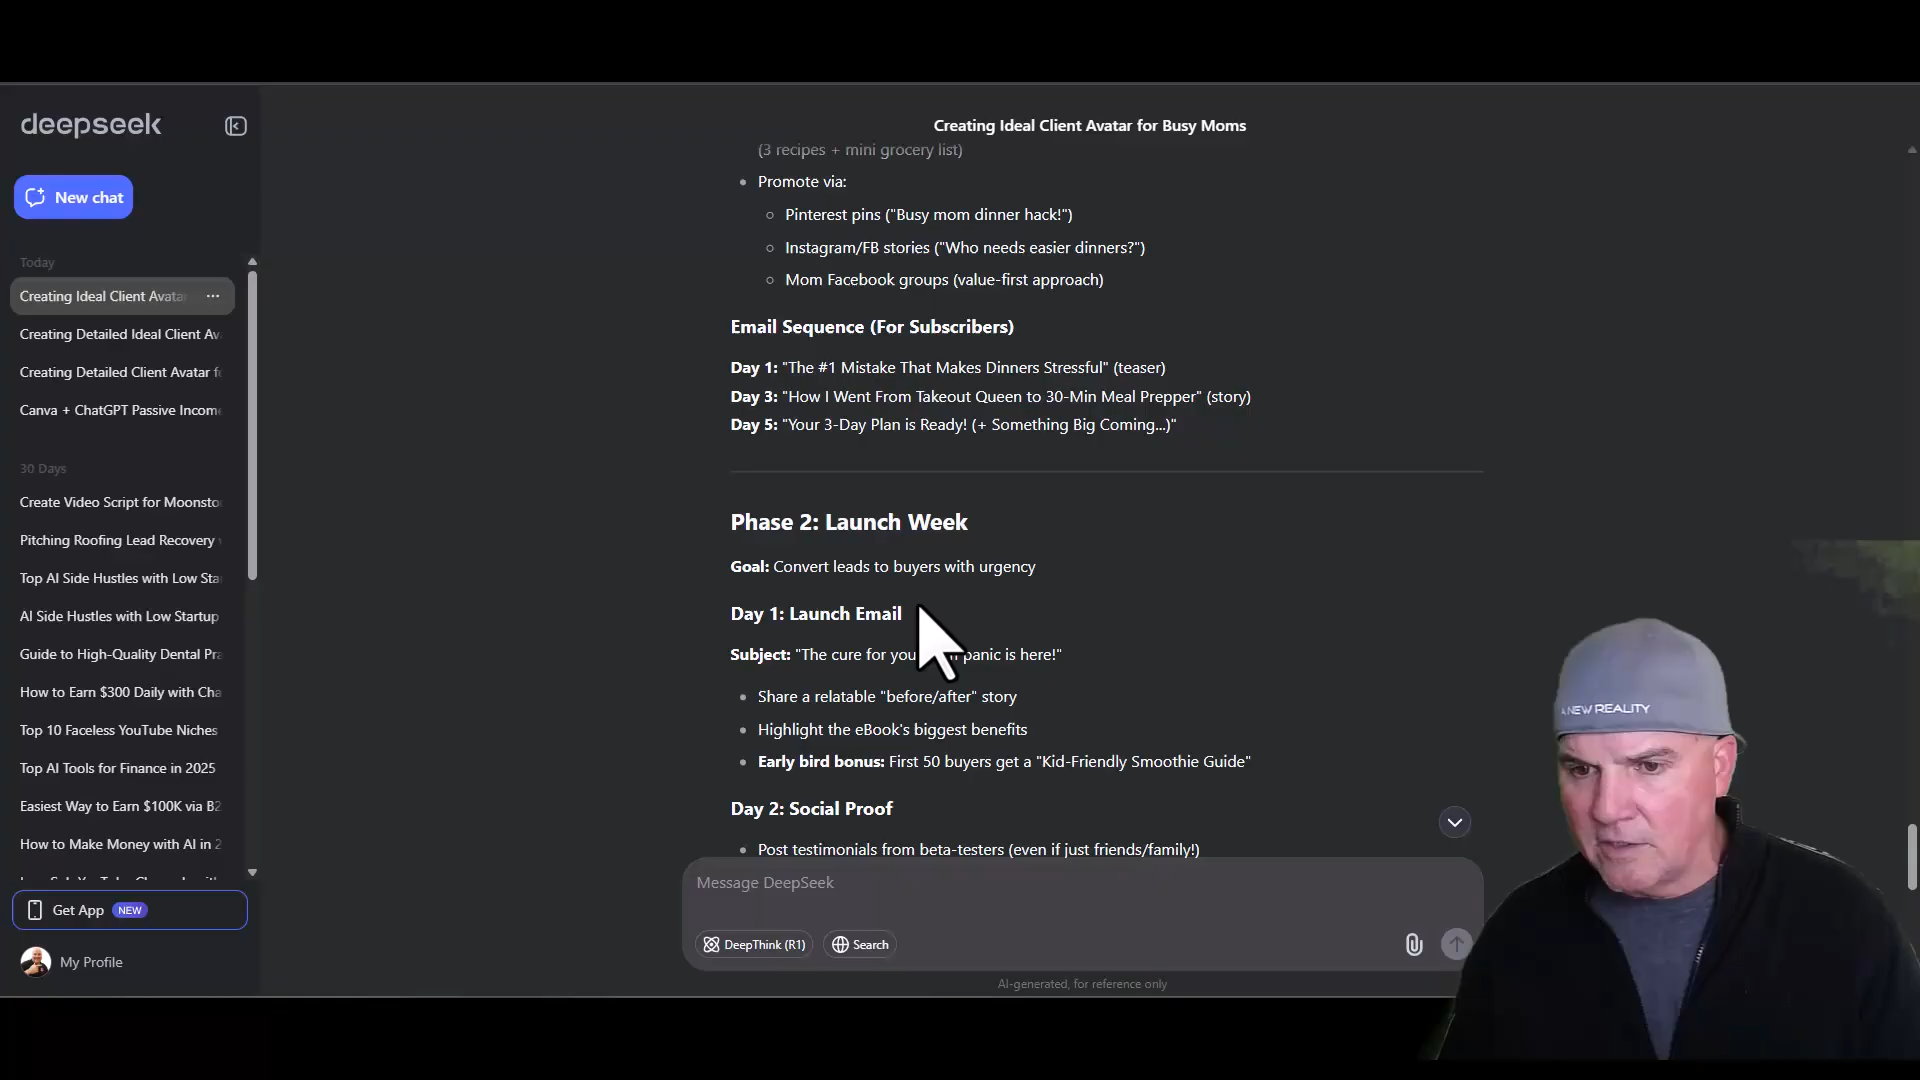 deepseek
New chat
Today
Creating Ideal Client Avata
Creating Detailed Ideal Client Av
Creating Detailed Client Avatar f
Canva + ChatGPT Passive Incom
30 Days
Create Video Script for Moonsto
Pitching Roofing Lead Recovery
Top AI Side Hustles with Low Sta
AI Side Hustles with Low Startup
Guide to High-Quality Dental Pra
How to Earn $300 Daily with Cha
Top 10 Faceless YouTube Niches
Top AI Tools for Finance in 2025
Easiest Way to Earn $100K via B2
How to Make Money with AI in 2
Get App NEW
My Profile
Creating Ideal Client Avatar for Busy Moms
(3 recipes + mini grocery list)
• Promote via:
○ Pinterest pins ("Busy mom dinner hack!")
○ Instagram/FB stories ("Who needs easier dinners?")
○ Mom Facebook groups (value-first approach)
Email Sequence (For Subscribers)
Day 1: "The #1 Mistake That Makes Dinners Stressful" (teaser)
Day 3: "How I Went From Takeout Queen to 30-Min Meal Prepper" (story)
Day 5: "Your 3-Day Plan is Ready! (+ Something Big Coming...)"
Phase 2: Launch Week
Goal: Convert leads to buyers with urgency
Day 1: Launch Email
Subject: "The cure for you panic is here!"
• Share a relatable "before/after" story
• Highlight the eBook's biggest benefits
• Early bird bonus: First 50 buyers get a "Kid-Friendly Smoothie Guide"
Day 2: Social Proof
• Post testimonials from beta-testers (even if just friends/family!)
Message DeepSeek
DeepThink (R1)
Search
AI-generated, for reference only
A NEW REALITY